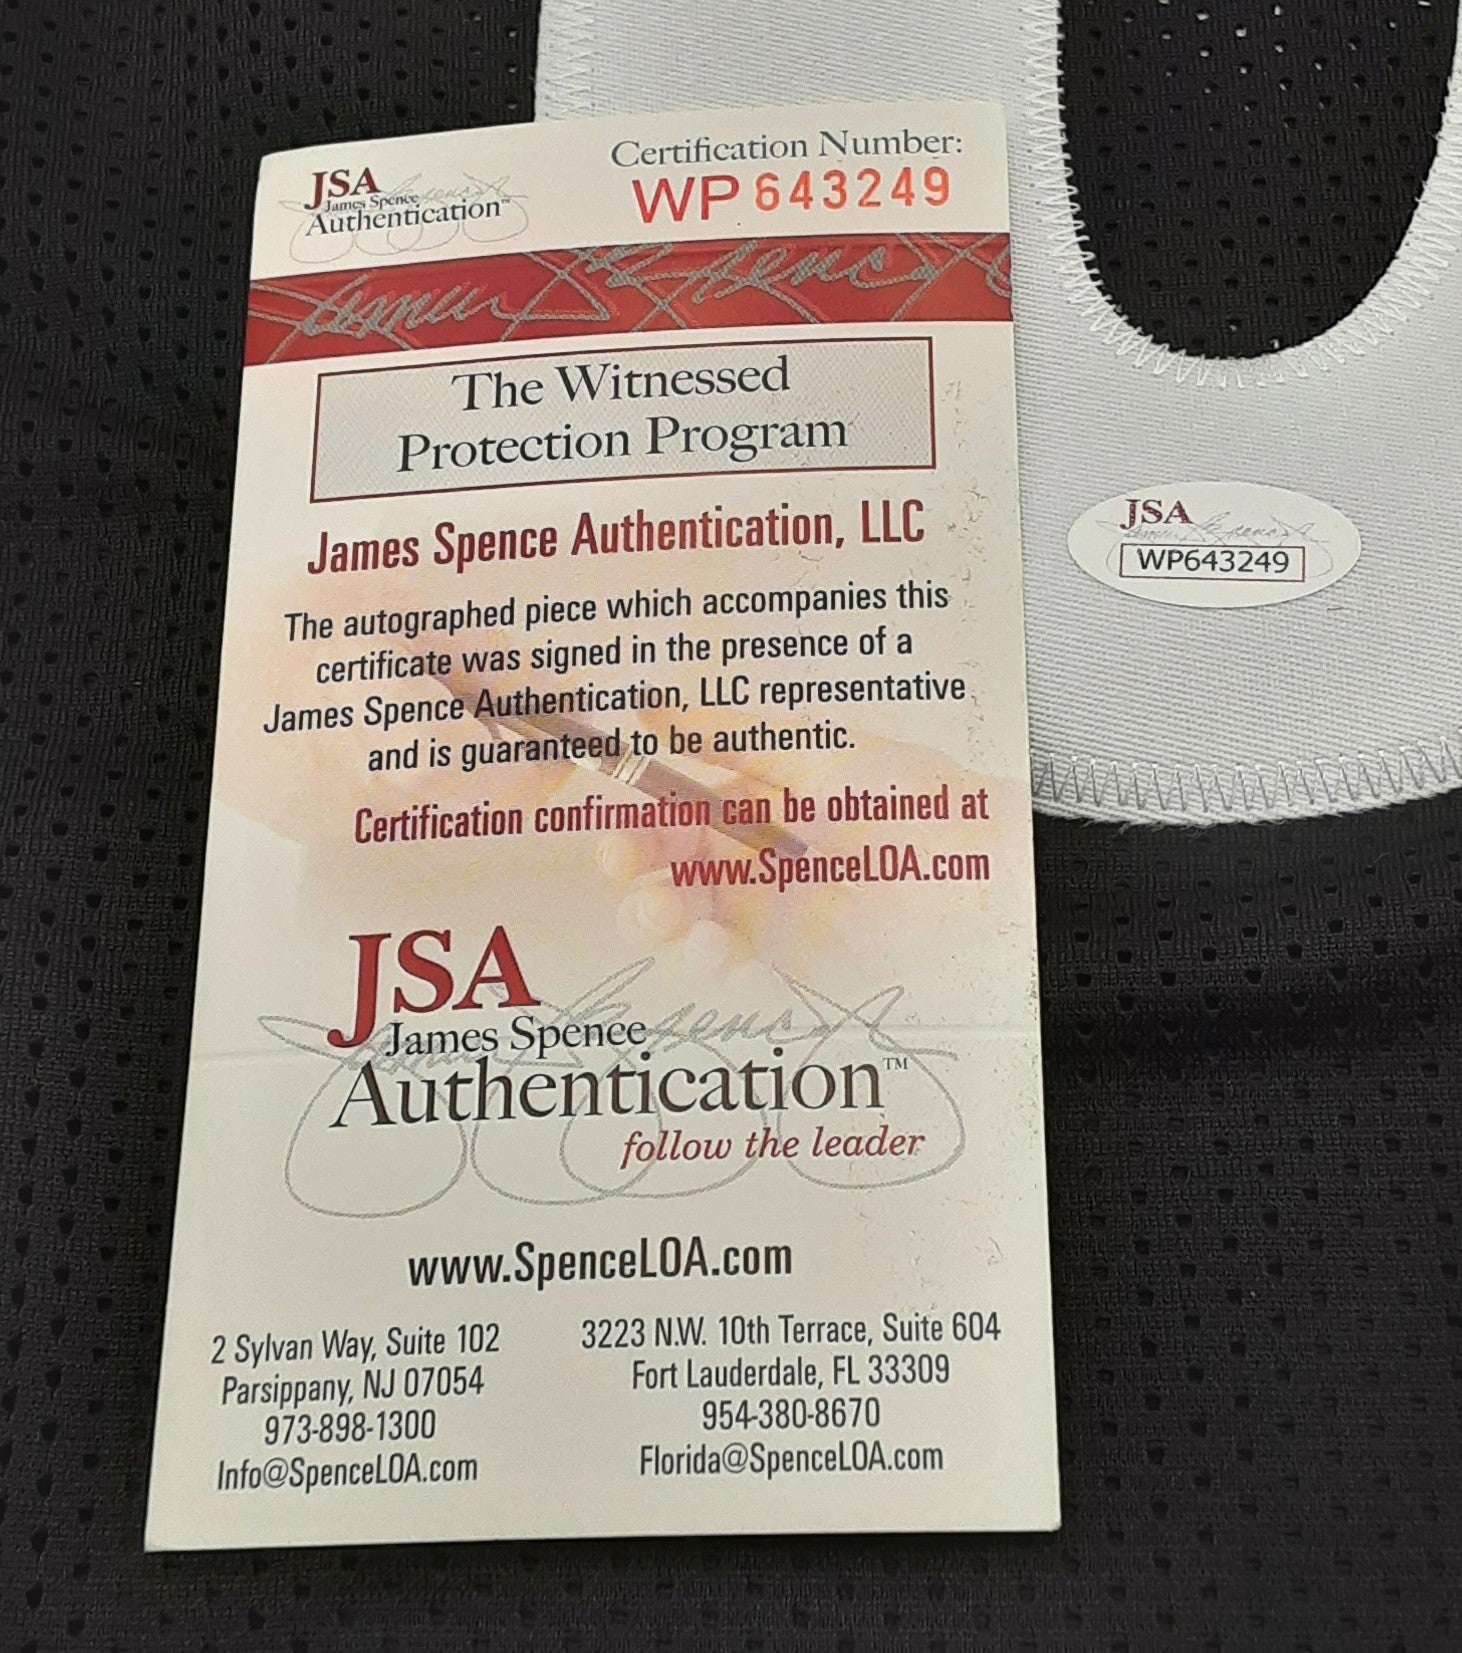 JSA
James Spence
Authentication™
Certification Number:
WP 643249
The Witnessed
Protection Program
James Spence Authentication, LLC
The autographed piece which accompanies this
certificate was signed in the presence of a
James Spence Authentication, LLC representative
and is guaranteed to be authentic.
Certification confirmation can be obtained at
www.SpenceLOA.com
JSA
James Spence
Authentication™
follow the leader
www.SpenceLOA.com
2 Sylvan Way, Suite 102
Parsippany, NJ 07054
973-898-1300
Info@SpenceLOA.com
3223 N.W. 10th Terrace, Suite 604
Fort Lauderdale, FL 33309
954-380-8670
Florida@SpenceLOA.com
JSA
WP643249